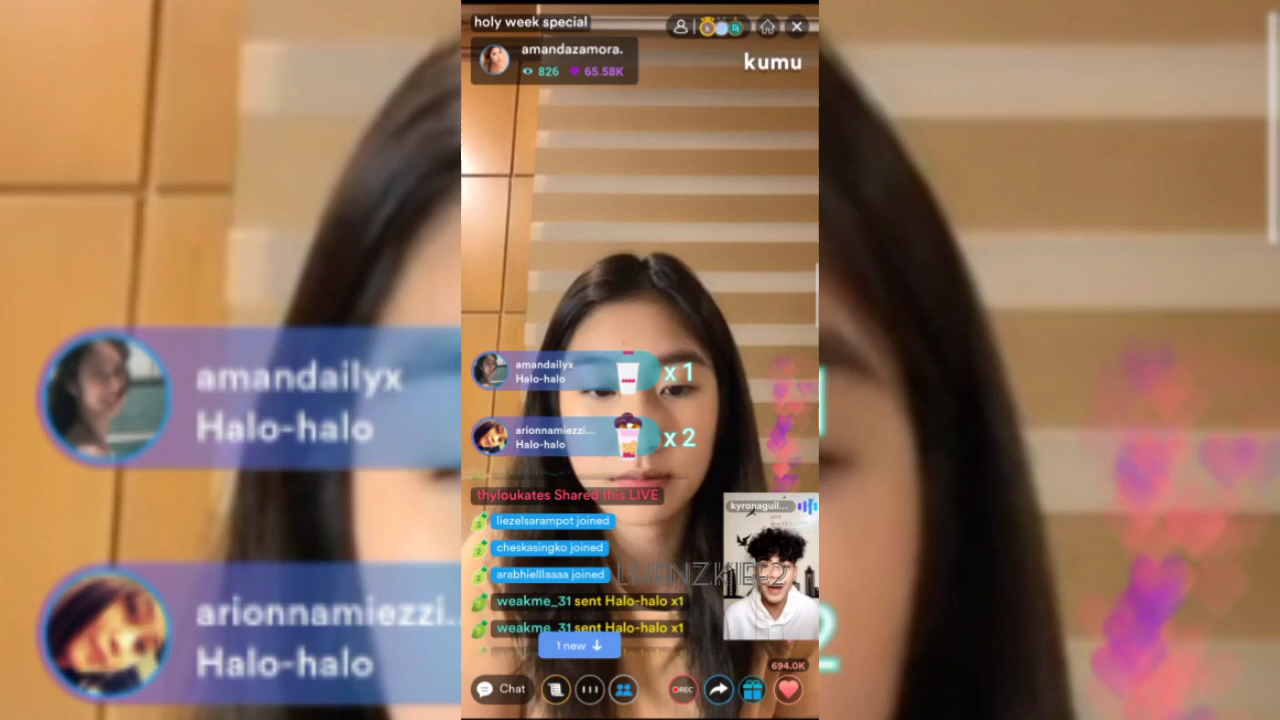 holy week special
amandazamora.
826 65.58K
kumu
amandailyx
Halo-halo
x 1
arionnamiezzi...
Halo-halo
x 2
thyloukates Shared this LIVE
liezelsarampot joined
cheskasingko joined
arabhielllaaaa joined
weakme_31 sent Halo-halo x1
weakme_31 sent Halo-halo x1
1 new
kyronaguil...
LHENZKIE2
694.0K
Chat
REC
amandailyx
Halo-halo
arionnamiezzi..
Halo-halo